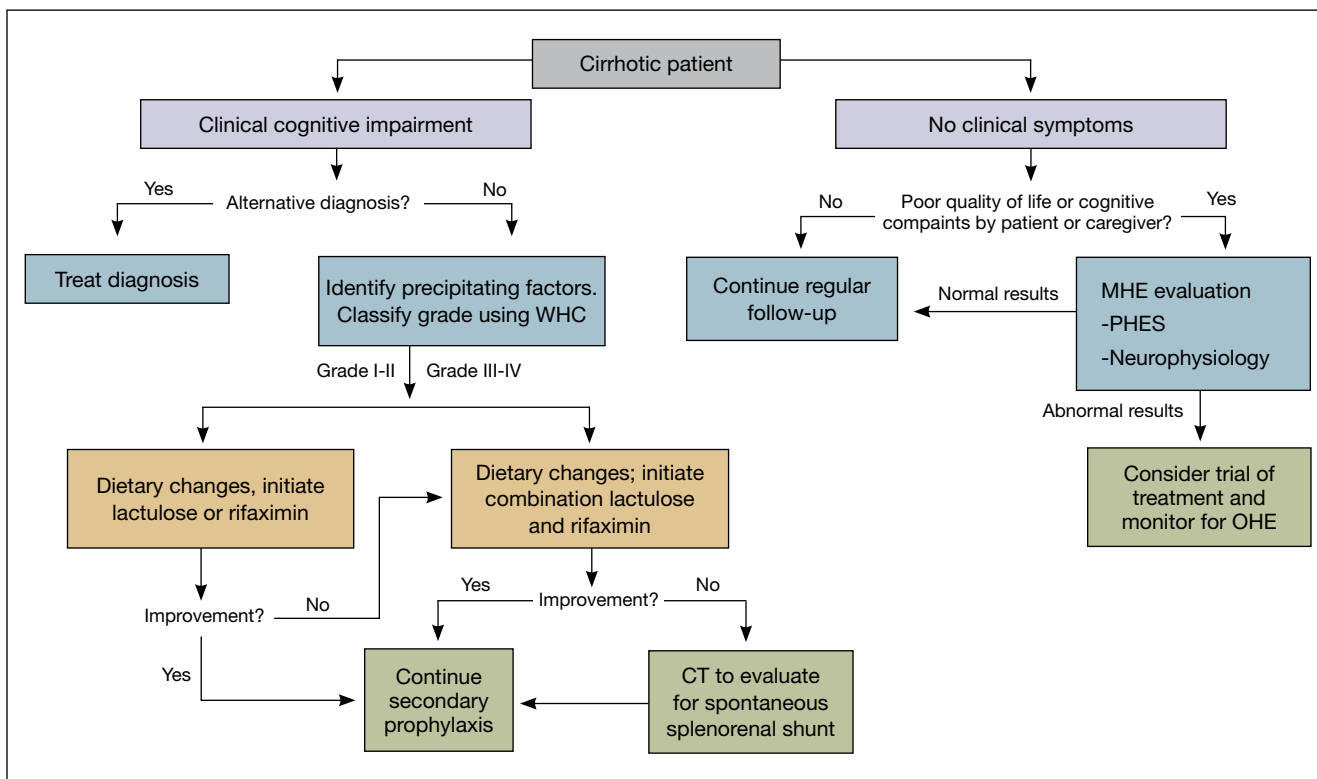 Cirrhotic patient
Clinical cognitive impairment
No clinical symptoms
Yes
Alternative diagnosis?
No
No
Poor quality of life or cognitive
compaints by patient or caregiver?
Yes
Treat diagnosis
Identify precipitating factors.
Classify grade using WHC
Continue regular
follow-up
Normal results
MHE evaluation
-PHES
-Neurophysiology
Grade I-II
Grade III-IV
Abnormal results
Dietary changes, initiate
lactulose or rifaximin
Dietary changes; initiate
combination lactulose
and rifaximin
Consider trial of
treatment and
monitor for OHE
Improvement?
No
Yes
Improvement?
No
Yes
Continue
secondary
prophylaxis
CT to evaluate
for spontaneous
splenorenal shunt